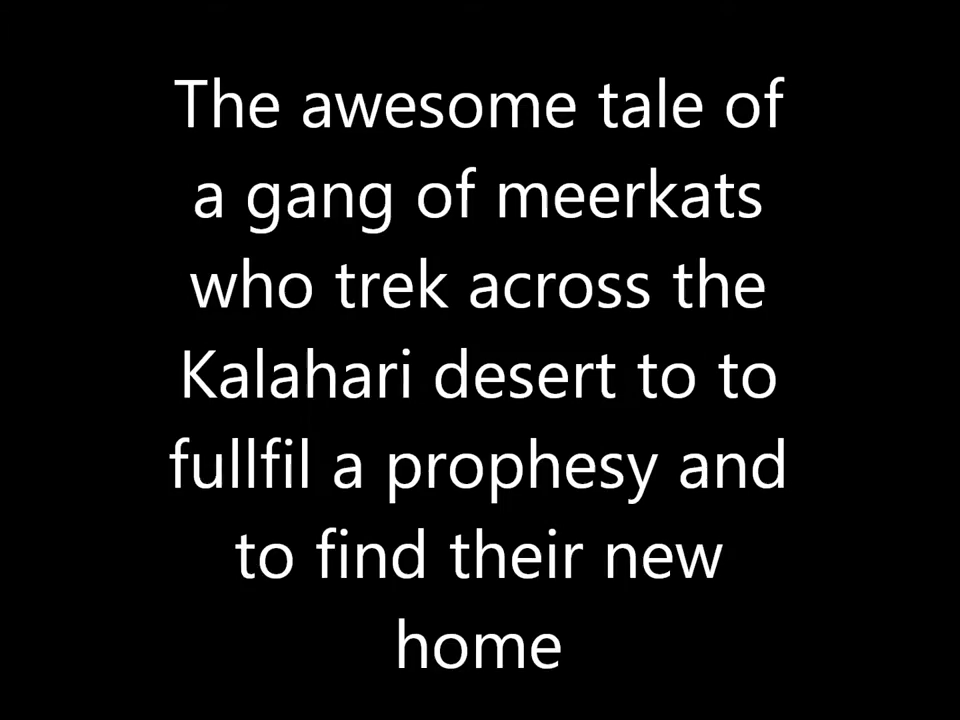 The awesome tale of
a gang of meerkats
who trek across the
Kalahari desert to to
fullfil a prophesy and
to find their new
home